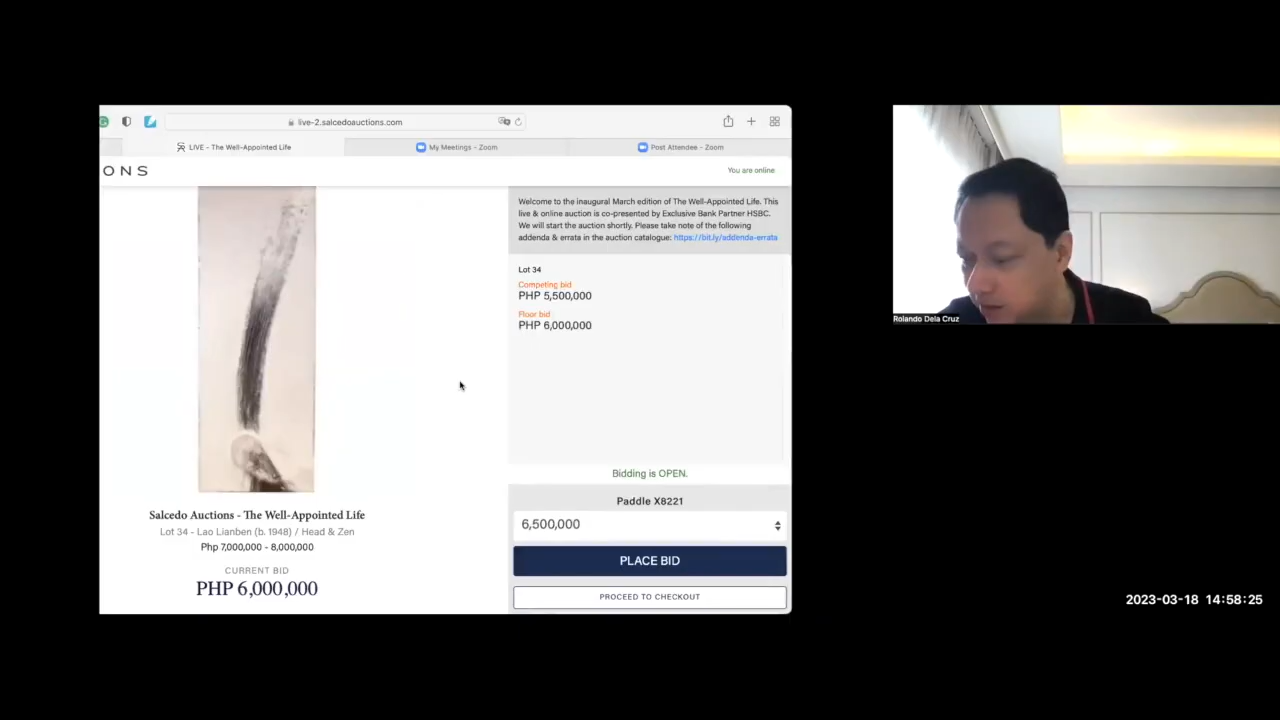 live-2.salcedoauctions.com
LIVE - The Well-Appointed Life
My Meetings - Zoom
Post Attendee - Zoom
ONS
You are online
Welcome to the inaugural March edition of The Well-Appointed Life. This
live & online auction is co-presented by Exclusive Bank Partner HSBC.
We will start the auction shortly. Please take note of the following
addenda & errata in the auction catalogue: https://bit.ly/addenda-errata
Lot 34
Competing bid
PHP 5,500,000
Floor bid
PHP 6,000,000
Bidding is OPEN.
Paddle X8221
6,500,000
PLACE BID
PROCEED TO CHECKOUT
Salcedo Auctions - The Well-Appointed Life
Lot 34 - Lao Lianben (b. 1948) / Head & Zen
Php 7,000,000 - 8,000,000
CURRENT BID
PHP 6,000,000
Rolando Dela Cruz
2023-03-18 14:58:25